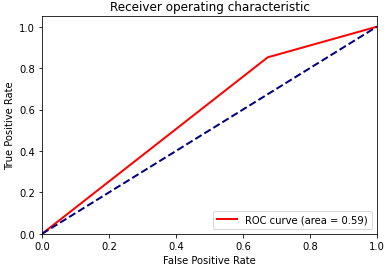 Receiver operating characteristic
1.0
0.8
0.6
0.4
0.2
0.0
True Positive Rate
ROC curve (area = 0.59)
0.0 0.2 0.4 0.6 0.8 1.0
False Positive Rate